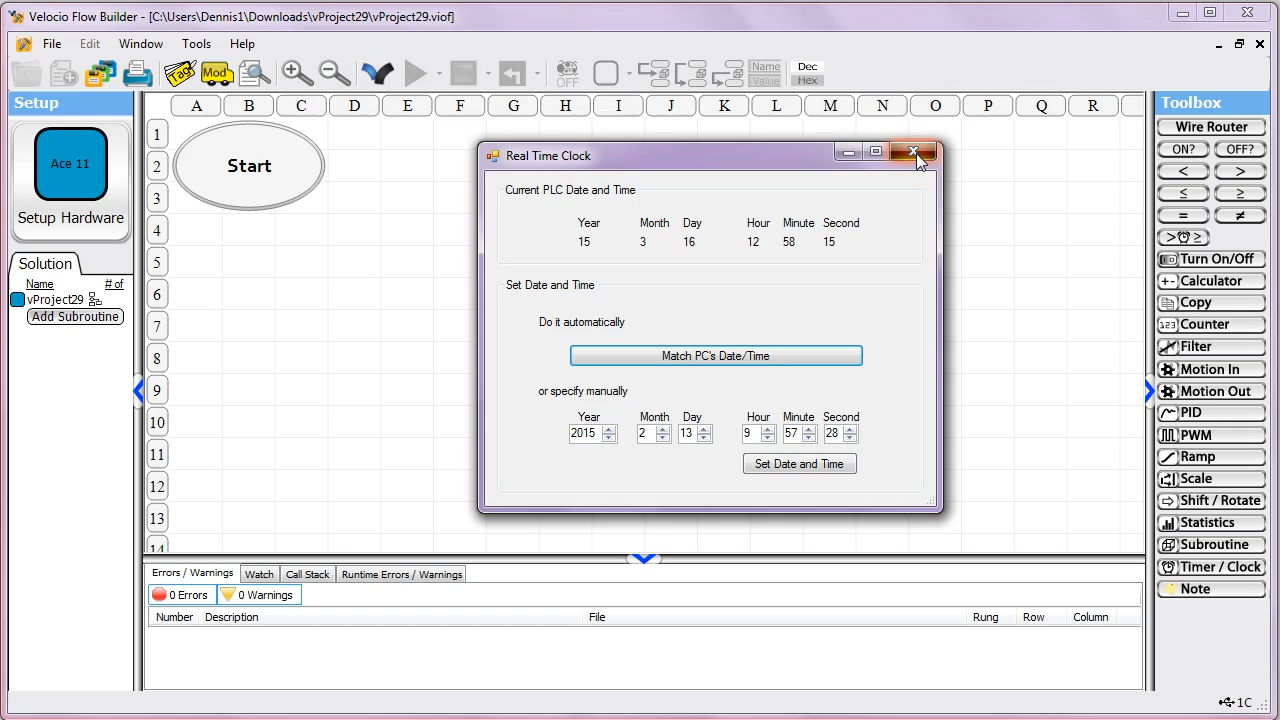 Velocio Flow Builder - [C:\Users\Dennis1\Downloads\vProject29\vProject29.viof]
File Edit Window Tools Help
Tag Mod OFF Name Value Dec Hex
Setup
Ace 11
Setup Hardware
Solution
Name # of
vProject29
Add Subroutine
A B C D E F G H I J K L M N O P Q R
1
2
3
4
5
6
7
8
9
10
11
12
13
14
Start
Real Time Clock
Current PLC Date and Time
Year Month Day Hour Minute Second
15 3 16 12 58 15
Set Date and Time
Do it automatically
Match PC's Date/Time
or specify manually
Year Month Day Hour Minute Second
2015 2 13 9 57 28
Set Date and Time
Errors / Warnings Watch Call Stack Runtime Errors / Warnings
0 Errors 0 Warnings
Number Description File Rung Row Column
Toolbox
Wire Router
ON? OFF?
< >
≤ ≥
= ≠
> ≥
Turn On/Off
+- Calculator
Copy
123 Counter
Filter
Motion In
Motion Out
PID
PWM
Ramp
Scale
Shift / Rotate
Statistics
Subroutine
Timer / Clock
Note
1C